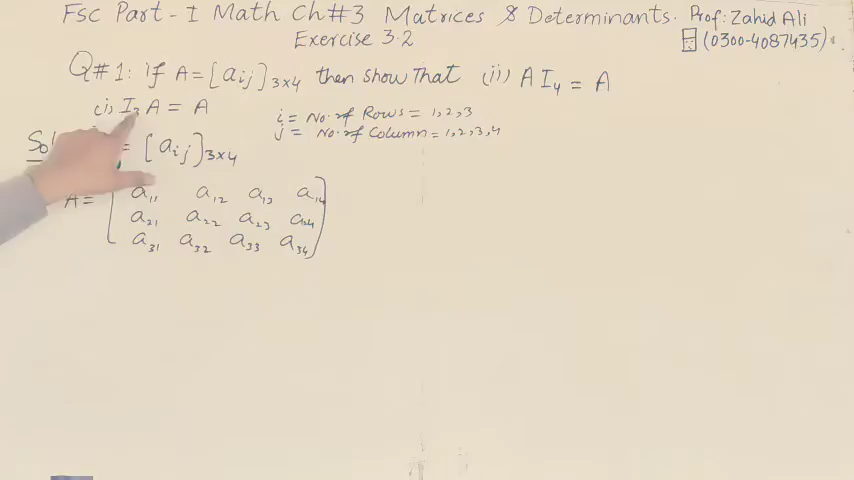 Fsc Part - I Math Ch#3 Matrices & Determinants. Prof: Zahid Ali
Exercise 3.2 (0300-4087435)
Q#1: if A = [aij]3x4 then show That (ii) A I4 = A
(i) I3 A = A
i = No. of Rows = 1,2,3
j = No. of Column = 1,2,3,4
Sol = [aij]3x4
A = [a11 a12 a13 a14
a21 a22 a23 a24
a31 a32 a33 a34]